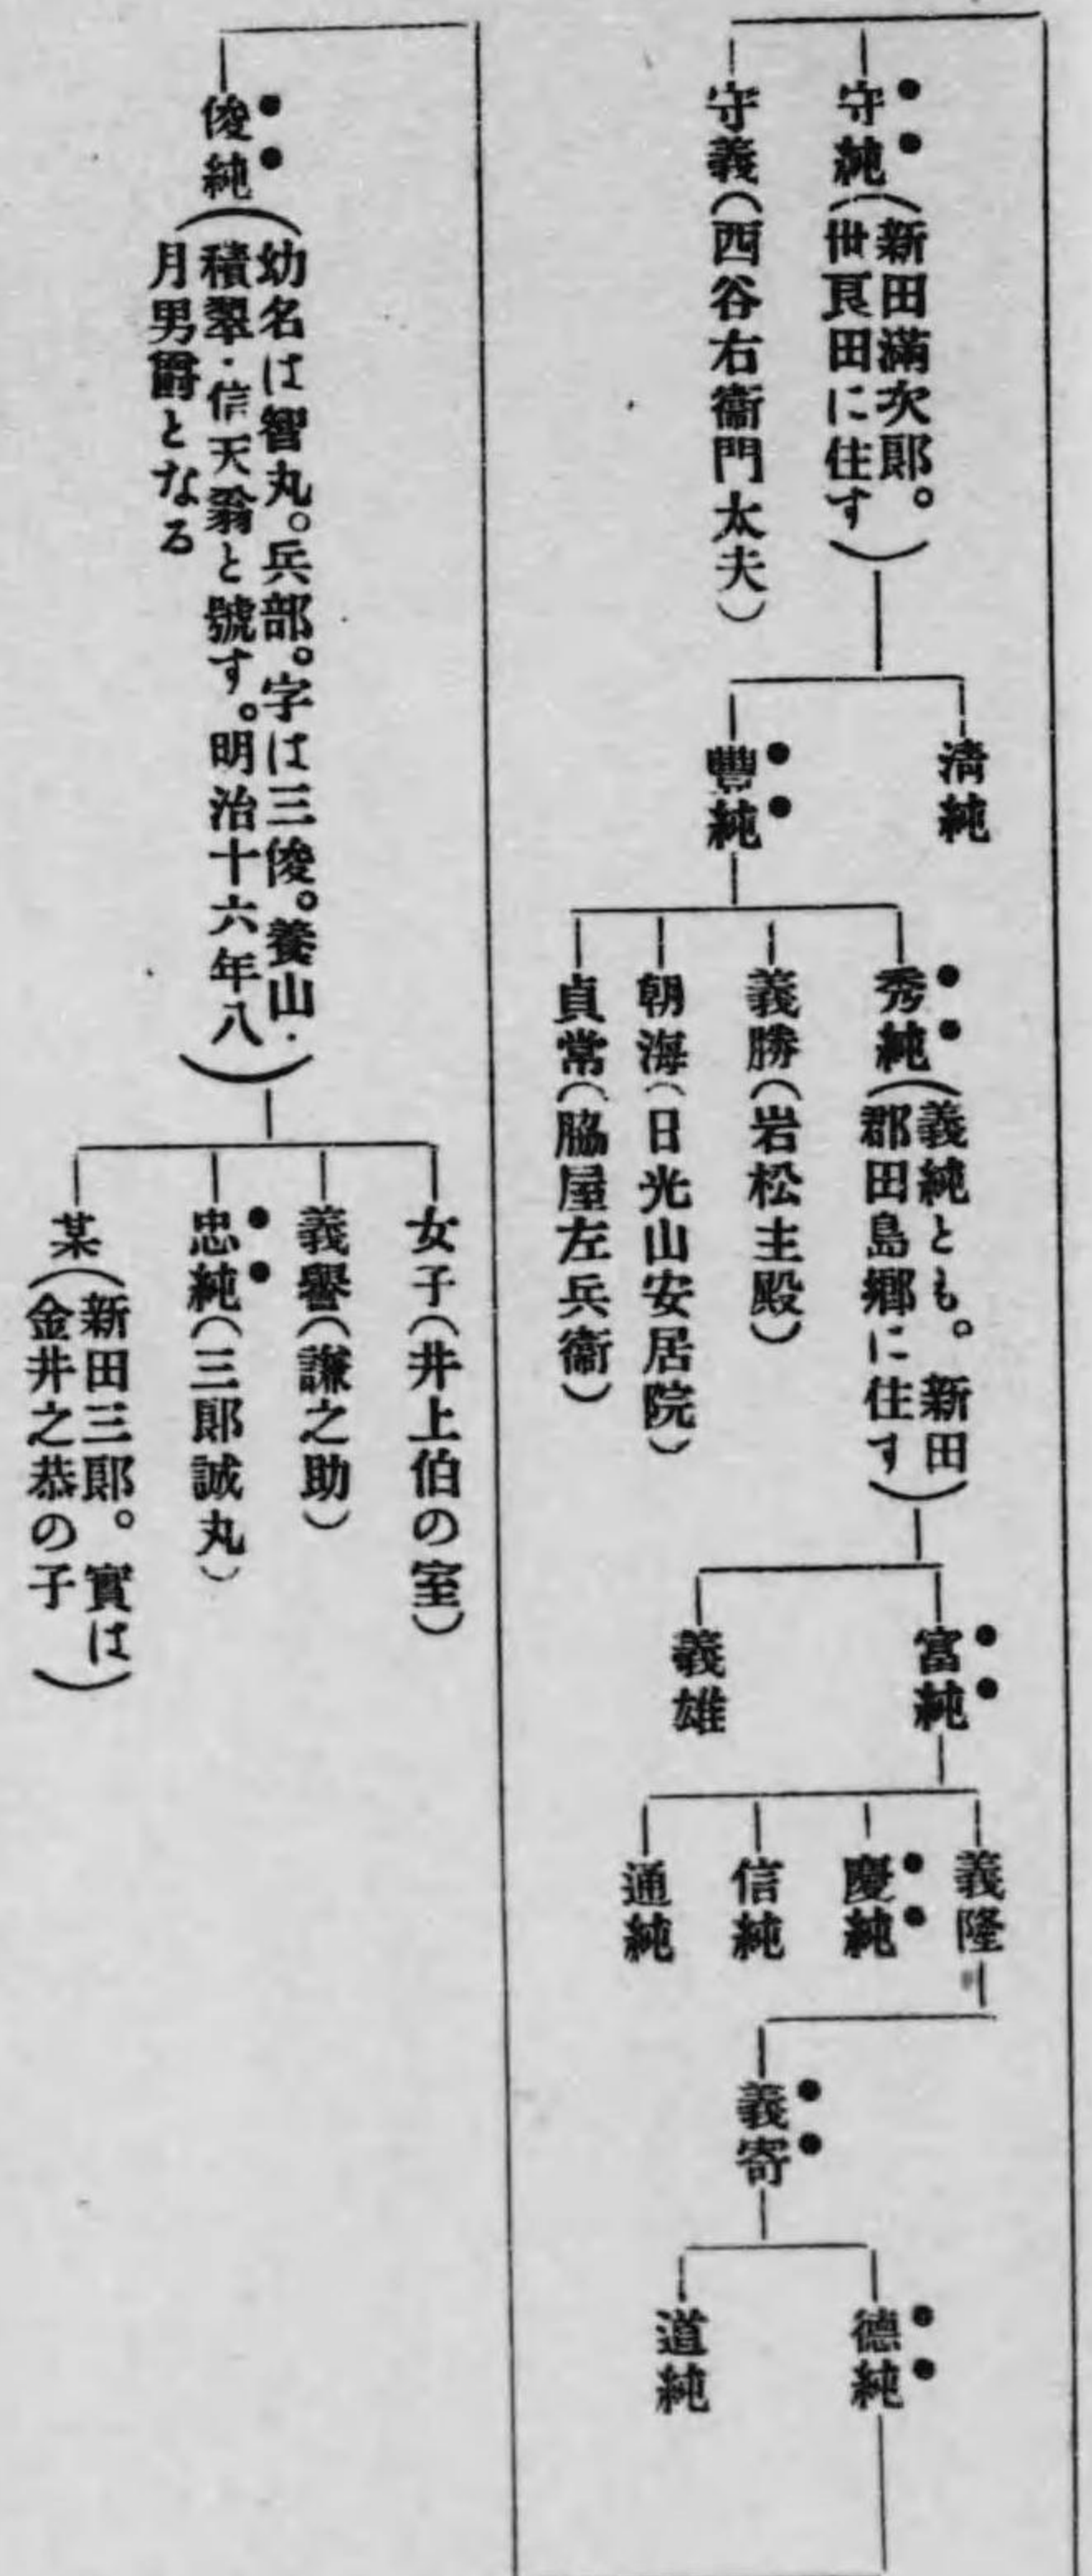 守純(新田滿次郎。
世良田に住す)
守義(西谷右衞門太夫)
淸純
豐純
秀純(義純とも。新田
郡田島鄕に住す)
義勝(岩松主殿)
朝海(日光山安居院)
貞常(脇屋左兵衞)
富純
義雄
義隆
慶純
信純
通純
義寄
德純
道純
俊純(幼名は智丸。兵部。字は三俊。養山・
積翠・信天翁と號す。明治十六年八
月男爵となる)
女子(井上伯の室)
義譽(謙之助)
忠純(三郞誠丸)
某(新田三郞。實は
金井之恭の子)